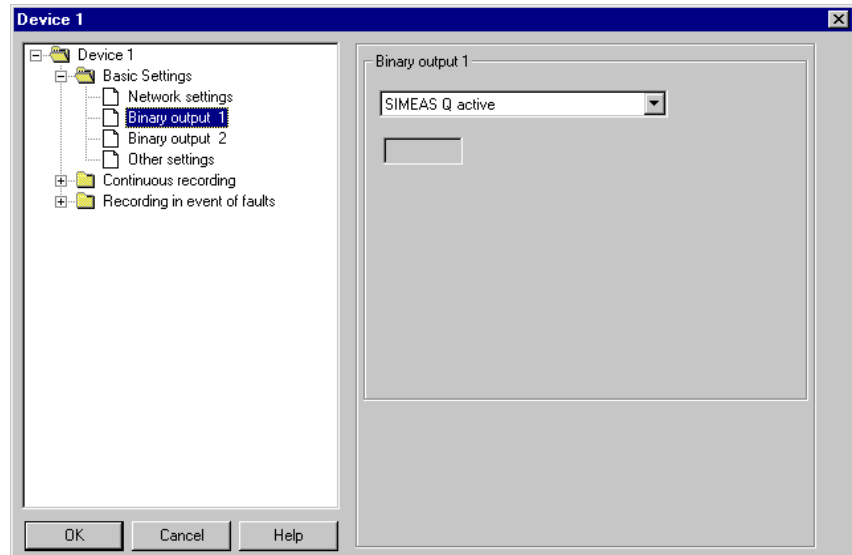 Device 1
Device 1
Basic Settings
Network settings
Binary output 1
Binary output 2
Other settings
Continuous recording
Recording in event of faults
OK
Cancel
Help
Binary output 1
SIMEAS Q active